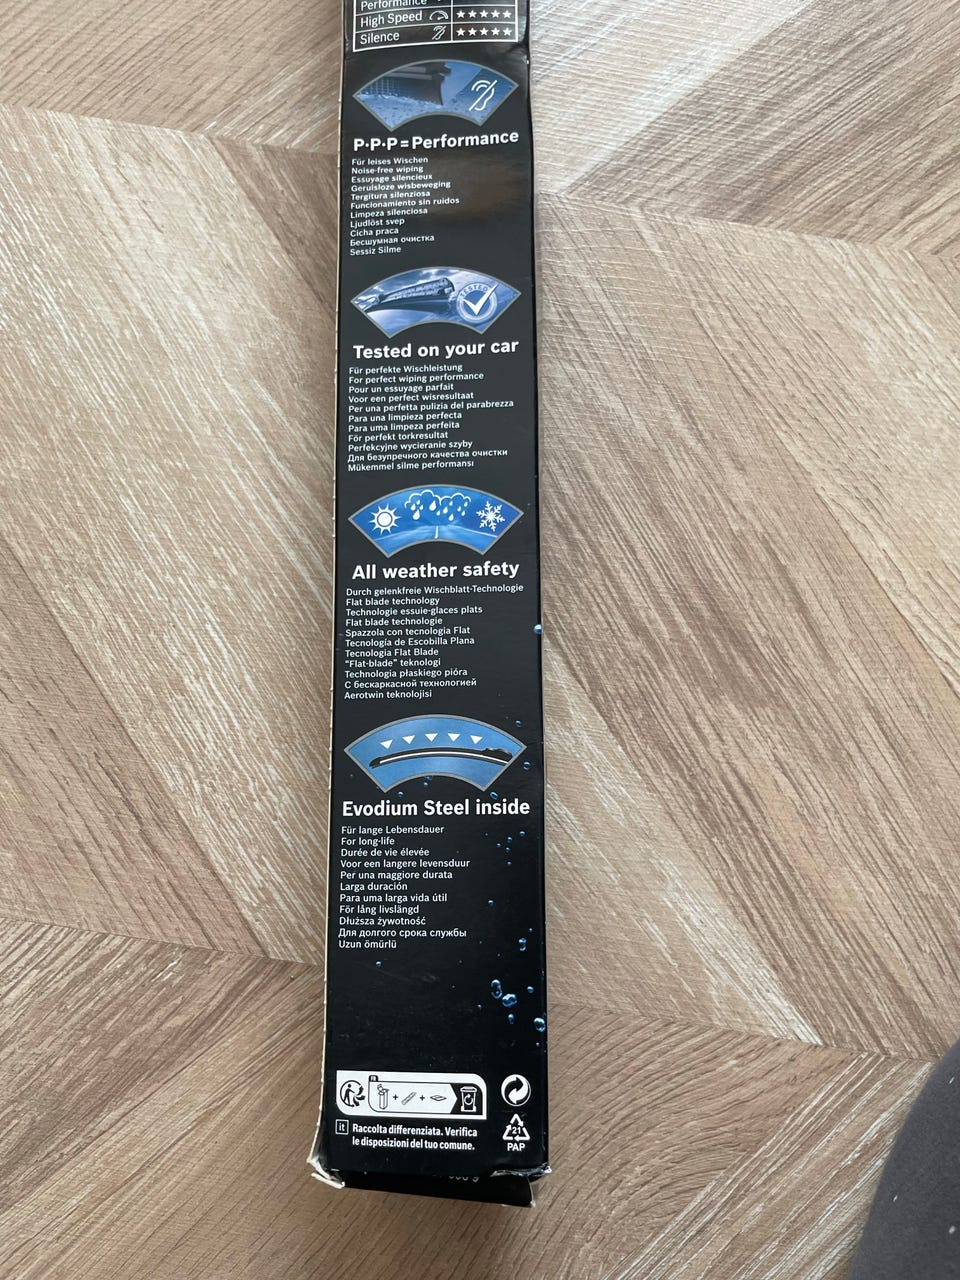 Performance
High Speed ★★★★★
Silence ★★★★★
P·P·P=Performance
Für leises Wischen
Noise-free wiping
Essuyage silencieux
Geruisloze wisbeweging
Tergitura silenziosa
Funcionamiento sin ruidos
Limpeza silenciosa
Ljudlöst svep
Cicha praca
Бесшумная очистка
Sessiz Silme
TESTED
Tested on your car
Für perfekte Wischleistung
For perfect wiping performance
Pour un essuyage parfait
Voor een perfect wisresultaat
Per una perfetta pulizia del parabrezza
Para una limpieza perfecta
Para uma limpeza perfeita
För perfekt torkresultat
Perfekcyjne wycieranie szyby
Для безупречного качества очистки
Mükemmel silme performansı
All weather safety
Durch gelenkfreie Wischblatt-Technologie
Flat blade technology
Technologie essuie-glaces plats
Flat blade technologie
Spazzola con tecnologia Flat
Tecnología de Escobilla Plana
Tecnologia Flat Blade
“Flat-blade” teknologi
Technologia płaskiego pióra
С бескаркасной технологией
Aerotwin teknolojisi
Evodium Steel inside
Für lange Lebensdauer
For long-life
Durée de vie élevée
Voor een langere levensduur
Per una maggiore durata
Larga duración
Para uma larga vida útil
För lång livslängd
Dłuższa żywotność
Для долгого срока службы
Uzun ömürlü
FR
+ +
it Raccolta differenziata. Verifica
le disposizioni del tuo comune.
21
PAP